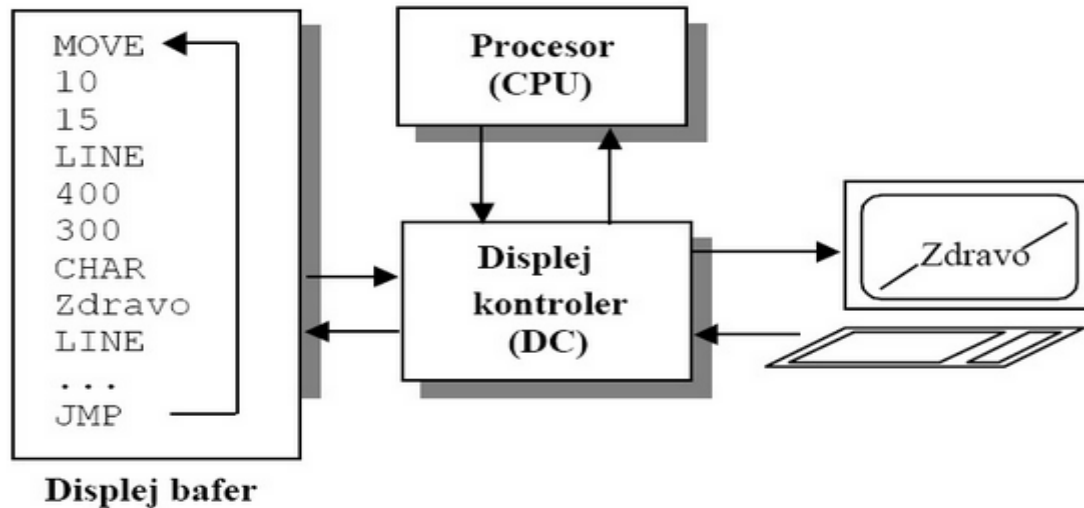 MOVE
10
15
LINE
400
300
CHAR
Zdravo
LINE
...
JMP
Displej bafer
Procesor
(CPU)
Displej
kontroler
(DC)
Zdravo